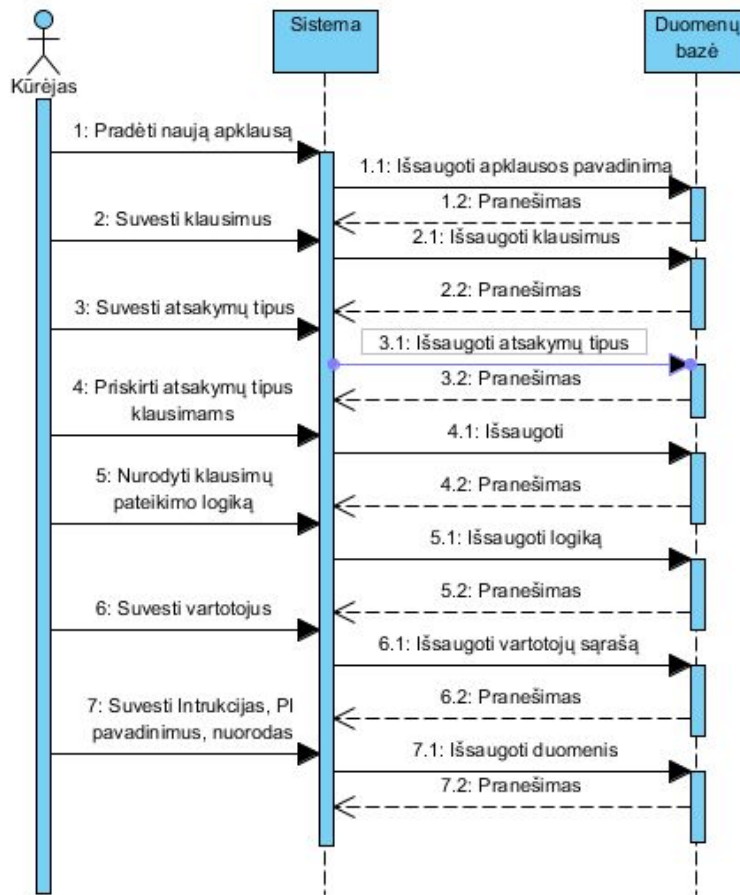 Sistema
Duomenų
bazė
Kūrėjas
1: Pradėti naują apklausą
1.1: Išsaugoti apklausos pavadinimą
1.2: Pranešimas
2: Suvesti klausimus
2.1: Išsaugoti klausimus
2.2: Pranešimas
3: Suvesti atsakymų tipus
3.1: Išsaugoti atsakymų tipus
3.2: Pranešimas
4: Priskirti atsakymų tipus
klausimams
4.1: Išsaugoti
4.2: Pranešimas
5: Nurodyti klausimų
pateikimo logiką
5.1: Išsaugoti logiką
5.2: Pranešimas
6: Suvesti vartotojus
6.1: Išsaugoti vartotojų sąrašą
6.2: Pranešimas
7: Suvesti Intrukcijas, PI
pavadinimus, nuorodas
7.1: Išsaugoti duomenis
7.2: Pranešimas